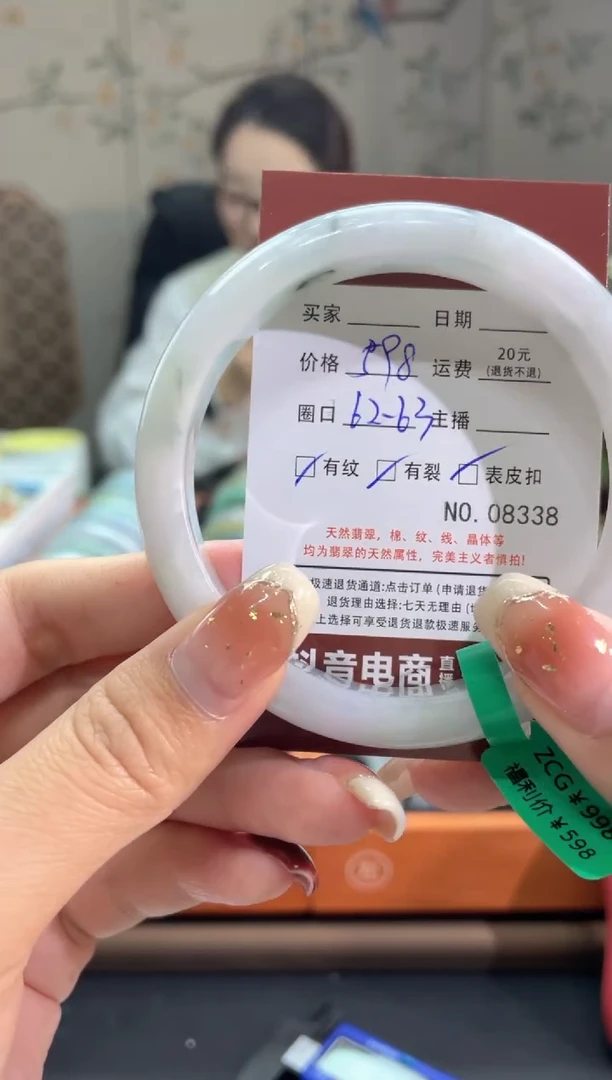 买家 日期
价格 598 运费 20元
(退货不退)
圈口 62-63 主播
有纹 有裂 表皮扣
NO.08338
天然翡翠，棉、纹、线、晶体等
均为翡翠的天然属性，完美主义者慎拍!
极速退货通道:点击订单(申请退
退货理由选择:七天无理由(
上选择可享受退货退款极速服
抖音电商 直播
ZCG¥998
福利价¥598